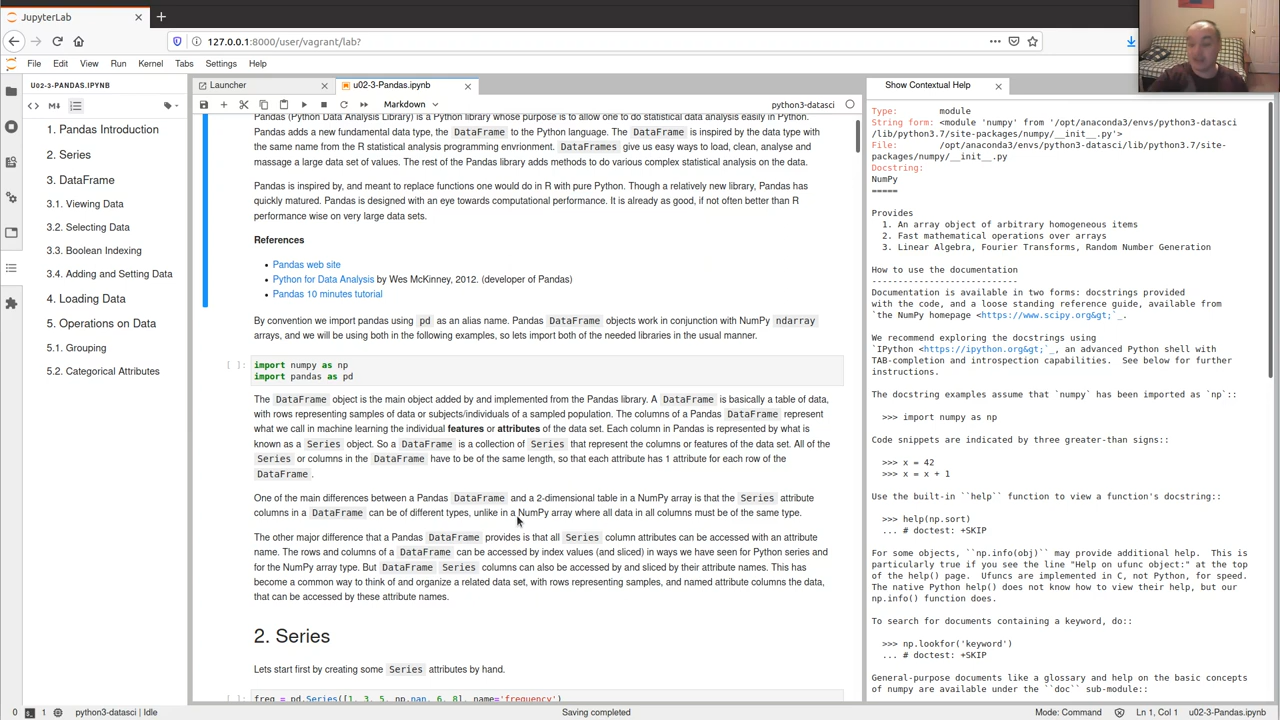 JupyterLab
127.0.0.1:8000/user/vagrant/lab?
File Edit View Run Kernel Tabs Settings Help
U02-3-PANDAS.IPYNB
1. Pandas Introduction
2. Series
3. DataFrame
3.1. Viewing Data
3.2. Selecting Data
3.3. Boolean Indexing
3.4. Adding and Setting Data
4. Loading Data
5. Operations on Data
5.1. Grouping
5.2. Categorical Attributes
Launcher
u02-3-Pandas.ipynb
Markdown
python3-datasci
Pandas (Python Data Analysis Library) is a Python library whose purpose is to allow one to do statistical data analysis easily in Python.
Pandas adds a new fundamental data type, the DataFrame to the Python language. The DataFrame is inspired by the data type with
the same name from the R statistical analysis programming envrionment. DataFrames give us easy ways to load, clean, analyse and
massage a large data set of values. The rest of the Pandas library adds methods to do various complex statistical analysis on the data.
Pandas is inspired by, and meant to replace functions one would do in R with pure Python. Though a relatively new library, Pandas has
quickly matured. Pandas is designed with an eye towards computational performance. It is already as good, if not often better than R
performance wise on very large data sets.
References
Pandas web site
Python for Data Analysis by Wes McKinney, 2012. (developer of Pandas)
Pandas 10 minutes tutorial
By convention we import pandas using pd as an alias name. Pandas DataFrame objects work in conjunction with NumPy ndarray
arrays, and we will be using both in the following examples, so lets import both of the needed libraries in the usual manner.
[ ]: import numpy as np
import pandas as pd
The DataFrame object is the main object added by and implemented from the Pandas library. A DataFrame is basically a table of data,
with rows representing samples of data or subjects/individuals of a sampled population. The columns of a Pandas DataFrame represent
what we call in machine learning the individual features or attributes of the data set. Each column in Pandas is represented by what is
known as a Series object. So a DataFrame is a collection of Series that represent the columns or features of the data set. All of the
Series or columns in the DataFrame have to be of the same length, so that each attribute has 1 attribute for each row of the
DataFrame .
One of the main differences between a Pandas DataFrame and a 2-dimensional table in a NumPy array is that the Series attribute
columns in a DataFrame can be of different types, unlike in a NumPy array where all data in all columns must be of the same type.
The other major difference that a Pandas DataFrame provides is that all Series column attributes can be accessed with an attribute
name. The rows and columns of a DataFrame can be accessed by index values (and sliced) in ways we have seen for Python series and
for the NumPy array type. But DataFrame Series columns can also be accessed by and sliced by their attribute names. This has
become a common way to think of and organize a related data set, with rows representing samples, and named attribute columns the data,
that can be accessed by these attribute names.
2. Series
Lets start first by creating some Series attributes by hand.
[ ]: freq = pd.Series([1, 3, 5, np.nan, 6, 8], name='frequency')
Show Contextual Help
Type: module
String form: <module 'numpy' from '/opt/anaconda3/envs/python3-datasci
/lib/python3.7/site-packages/numpy/__init__.py'>
File: /opt/anaconda3/envs/python3-datasci/lib/python3.7/site-
packages/numpy/__init__.py
Docstring:
NumPy
=====
Provides
1. An array object of arbitrary homogeneous items
2. Fast mathematical operations over arrays
3. Linear Algebra, Fourier Transforms, Random Number Generation
How to use the documentation
----------------------------
Documentation is available in two forms: docstrings provided
with the code, and a loose standing reference guide, available from
`the NumPy homepage <https://www.scipy.org&gt;`_.
We recommend exploring the docstrings using
`IPython <https://ipython.org&gt;`_, an advanced Python shell with
TAB-completion and introspection capabilities. See below for further
instructions.
The docstring examples assume that `numpy` has been imported as `np`::
>>> import numpy as np
Code snippets are indicated by three greater-than signs::
>>> x = 42
>>> x = x + 1
Use the built-in ``help`` function to view a function's docstring::
>>> help(np.sort)
... # doctest: +SKIP
For some objects, ``np.info(obj)`` may provide additional help. This is
particularly true if you see the line "Help on ufunc object:" at the top
of the help() page. Ufuncs are implemented in C, not Python, for speed.
The native Python help() does not know how to view their help, but our
np.info() function does.
To search for documents containing a keyword, do::
>>> np.lookfor('keyword')
... # doctest: +SKIP
General-purpose documents like a glossary and help on the basic concepts
of numpy are available under the ``doc`` sub-module::
0 1 python3-datasci | Idle
Saving completed
Mode: Command
Ln 1, Col 1
u02-3-Pandas.ipynb